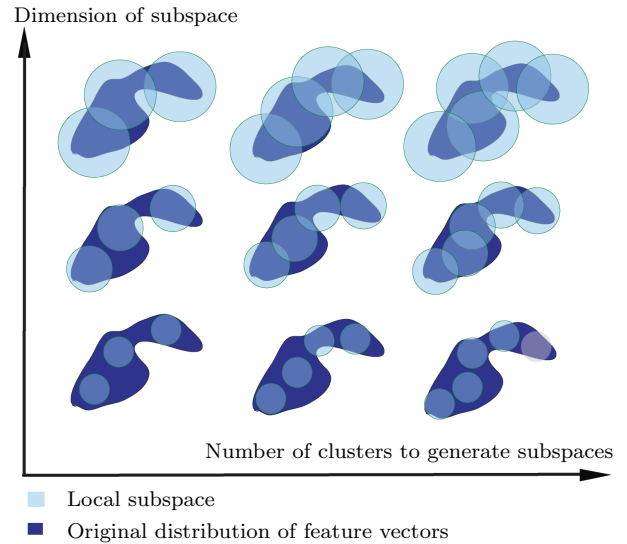 Dimension of subspace
Number of clusters to generate subspaces
Local subspace
Original distribution of feature vectors